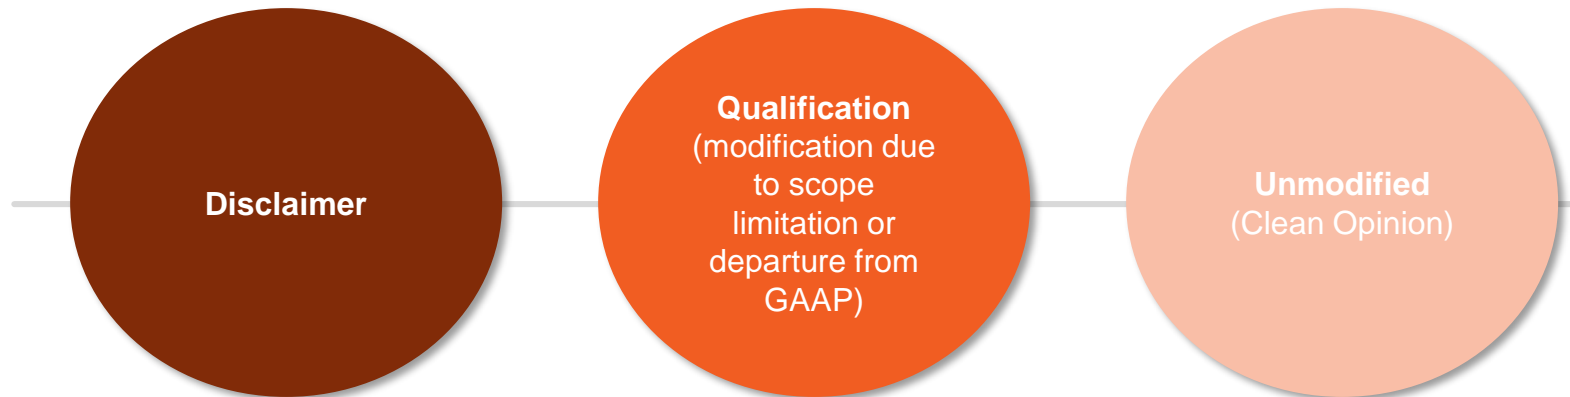 Disclaimer
Qualification
(modification due
to scope
limitation or
departure from
GAAP)
Unmodified
(Clean Opinion)